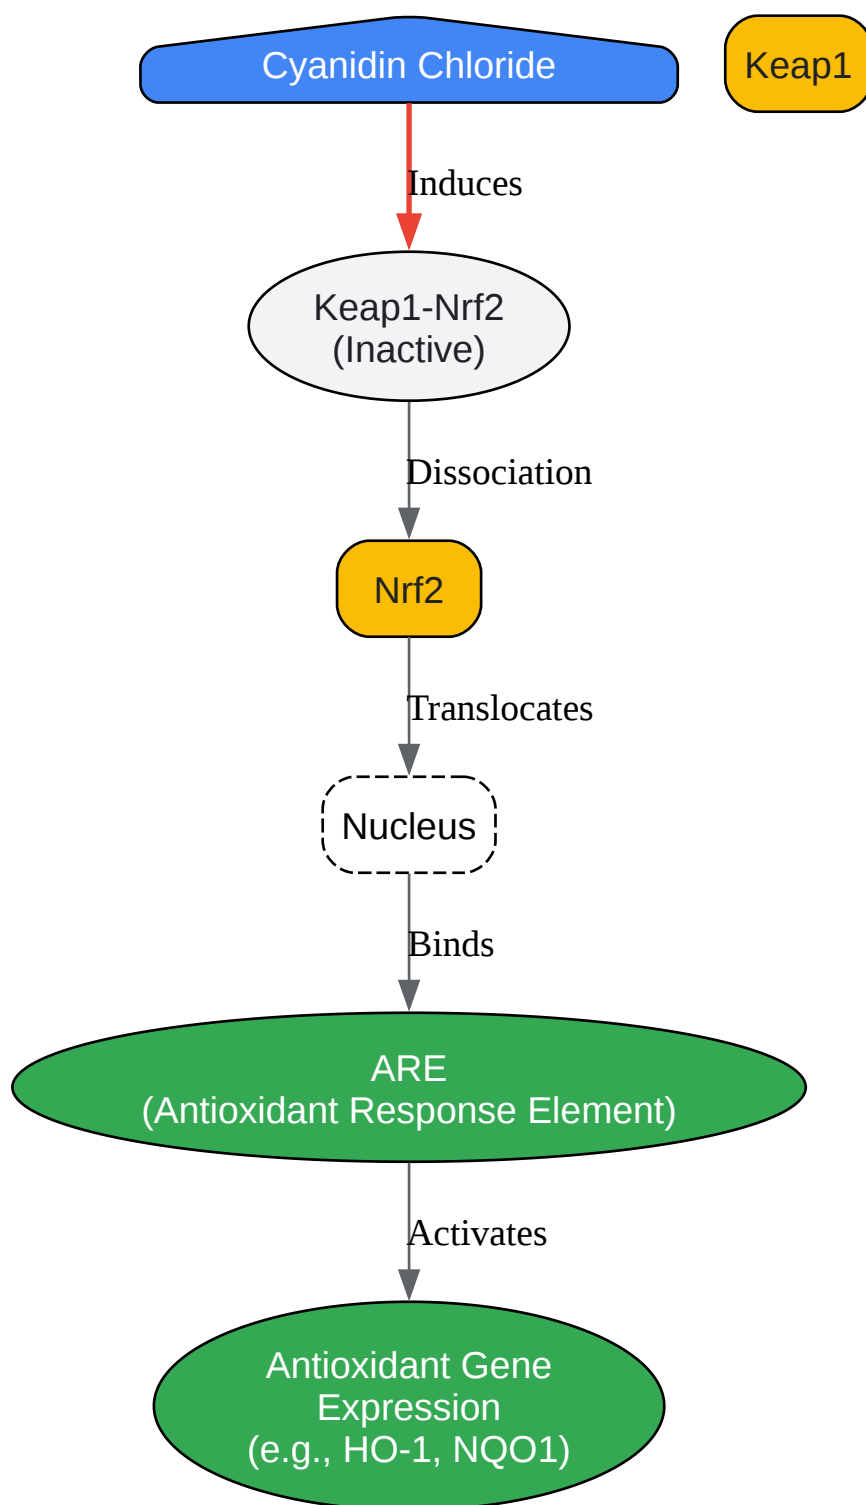 Cyanidin Chloride
Keap1
Induces
Keap1-Nrf2
(Inactive)
Dissociation
Nrf2
Translocates
Nucleus
Binds
ARE
(Antioxidant Response Element)
Activates
Antioxidant Gene
Expression
(e.g., HO-1, NQO1)